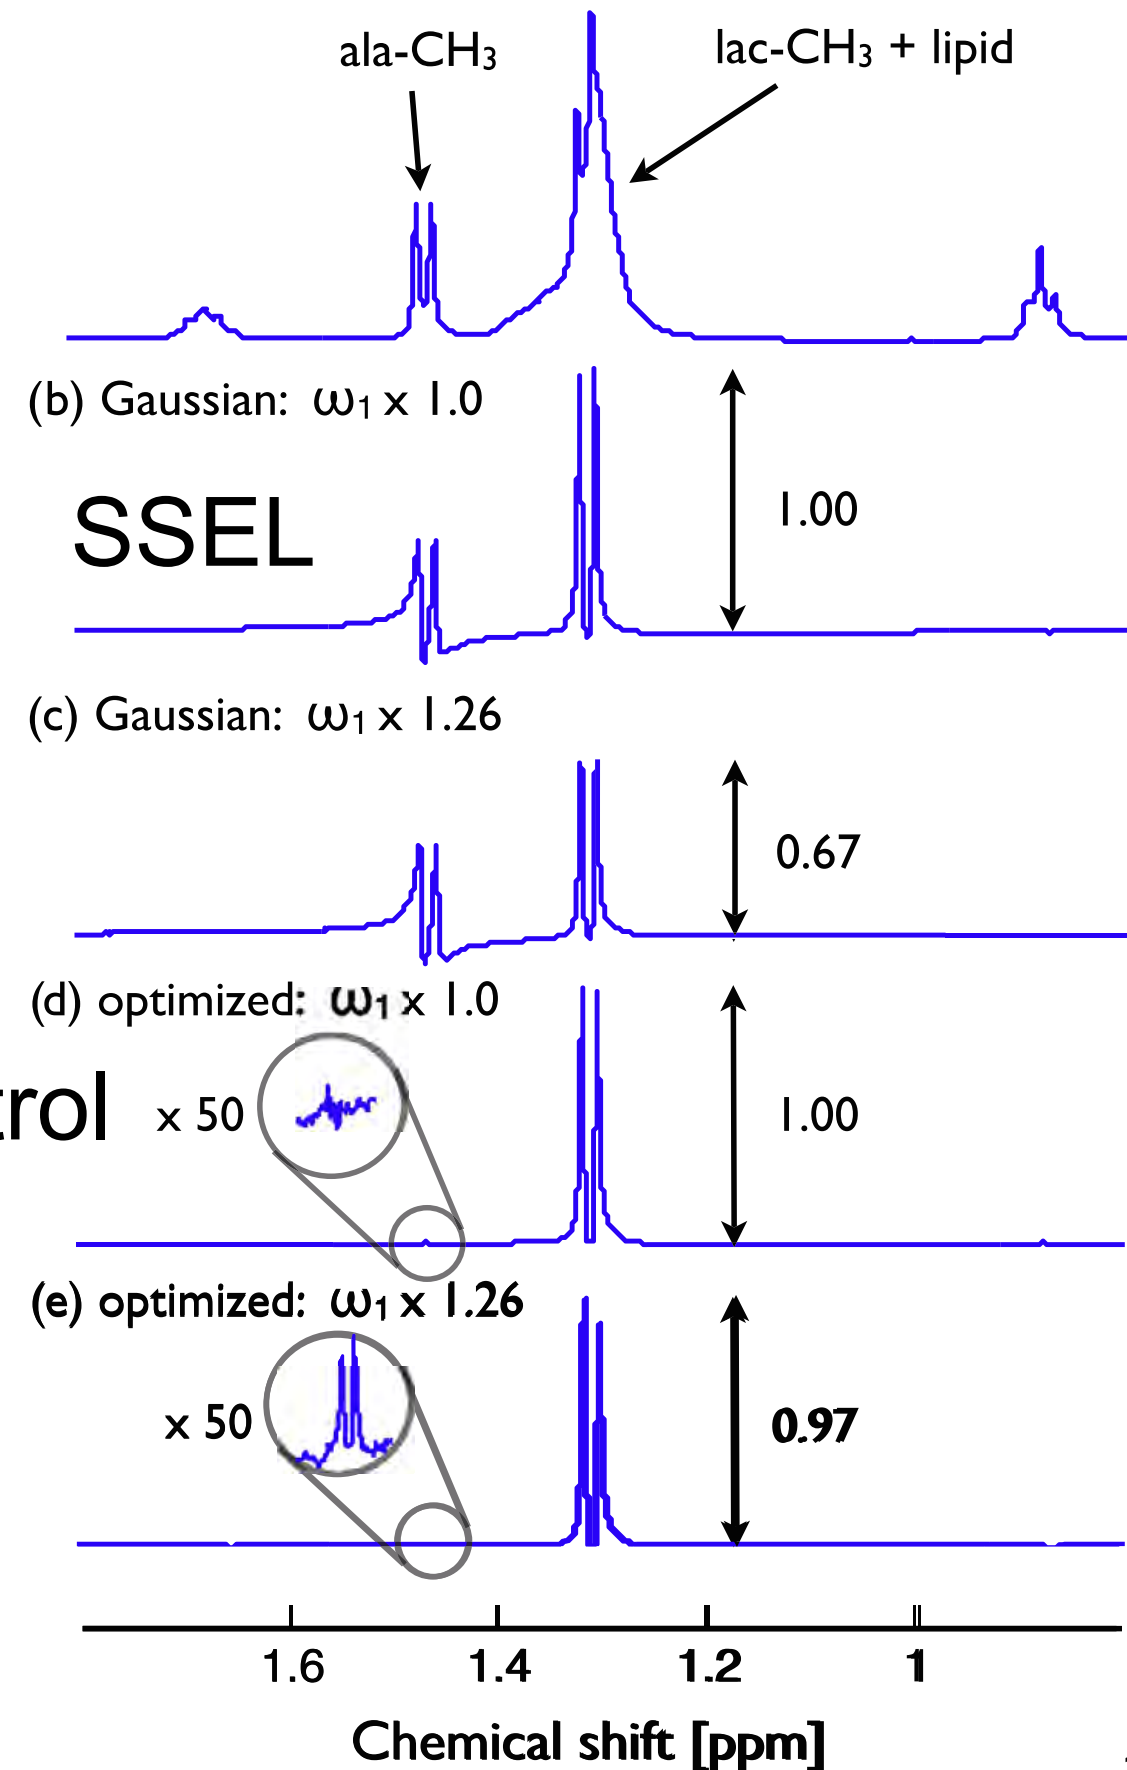 ala-CH₃
lac-CH₃ + lipid
(b) Gaussian: ω₁ x 1.0
SSEL
1.00
(c) Gaussian: ω₁ x 1.26
0.67
(d) optimized: ω₁ x 1.0
trol
x 50
1.00
(e) optimized: ω₁ x 1.26
x 50
0.97
1.6 1.4 1.2 1
Chemical shift [ppm]